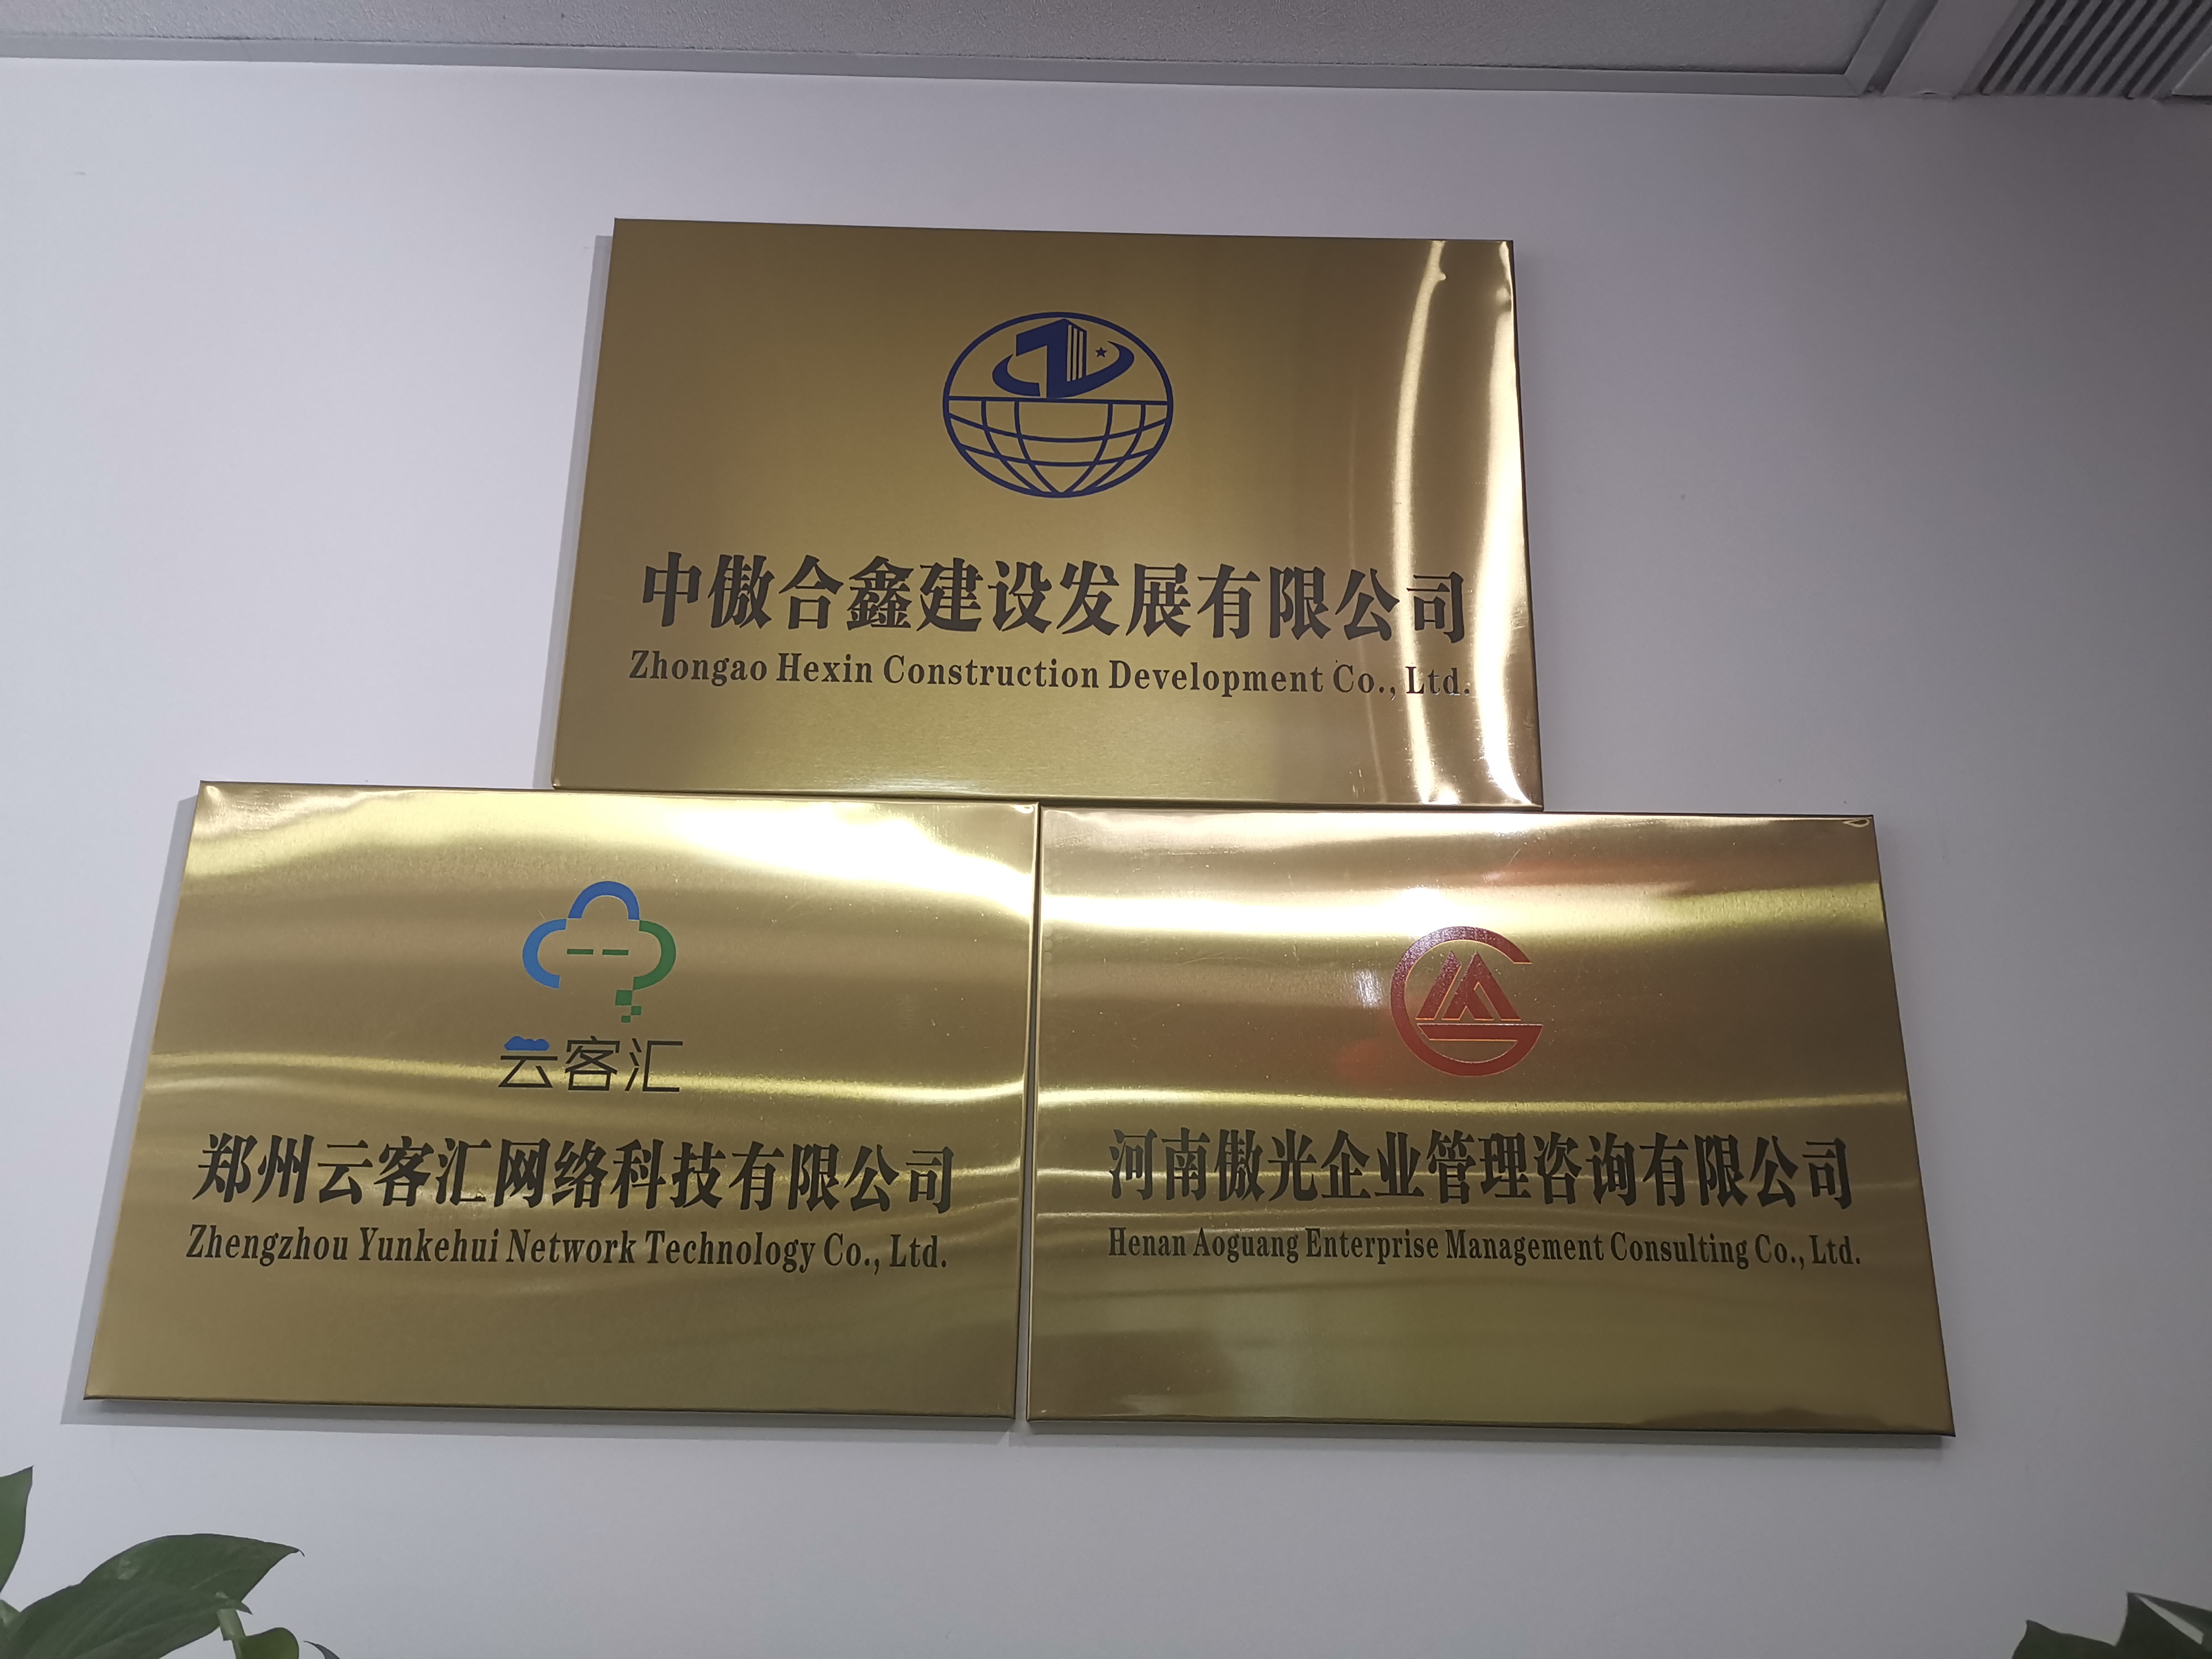 中傲合鑫建设发展有限公司
Zhongao Hexin Construction Development Co., Ltd.
云客汇
郑州云客汇网络科技有限公司
Zhengzhou Yunkehui Network Technology Co., Ltd.
河南傲光企业管理咨询有限公司
Henan Aoguang Enterprise Management Consulting Co., Ltd.